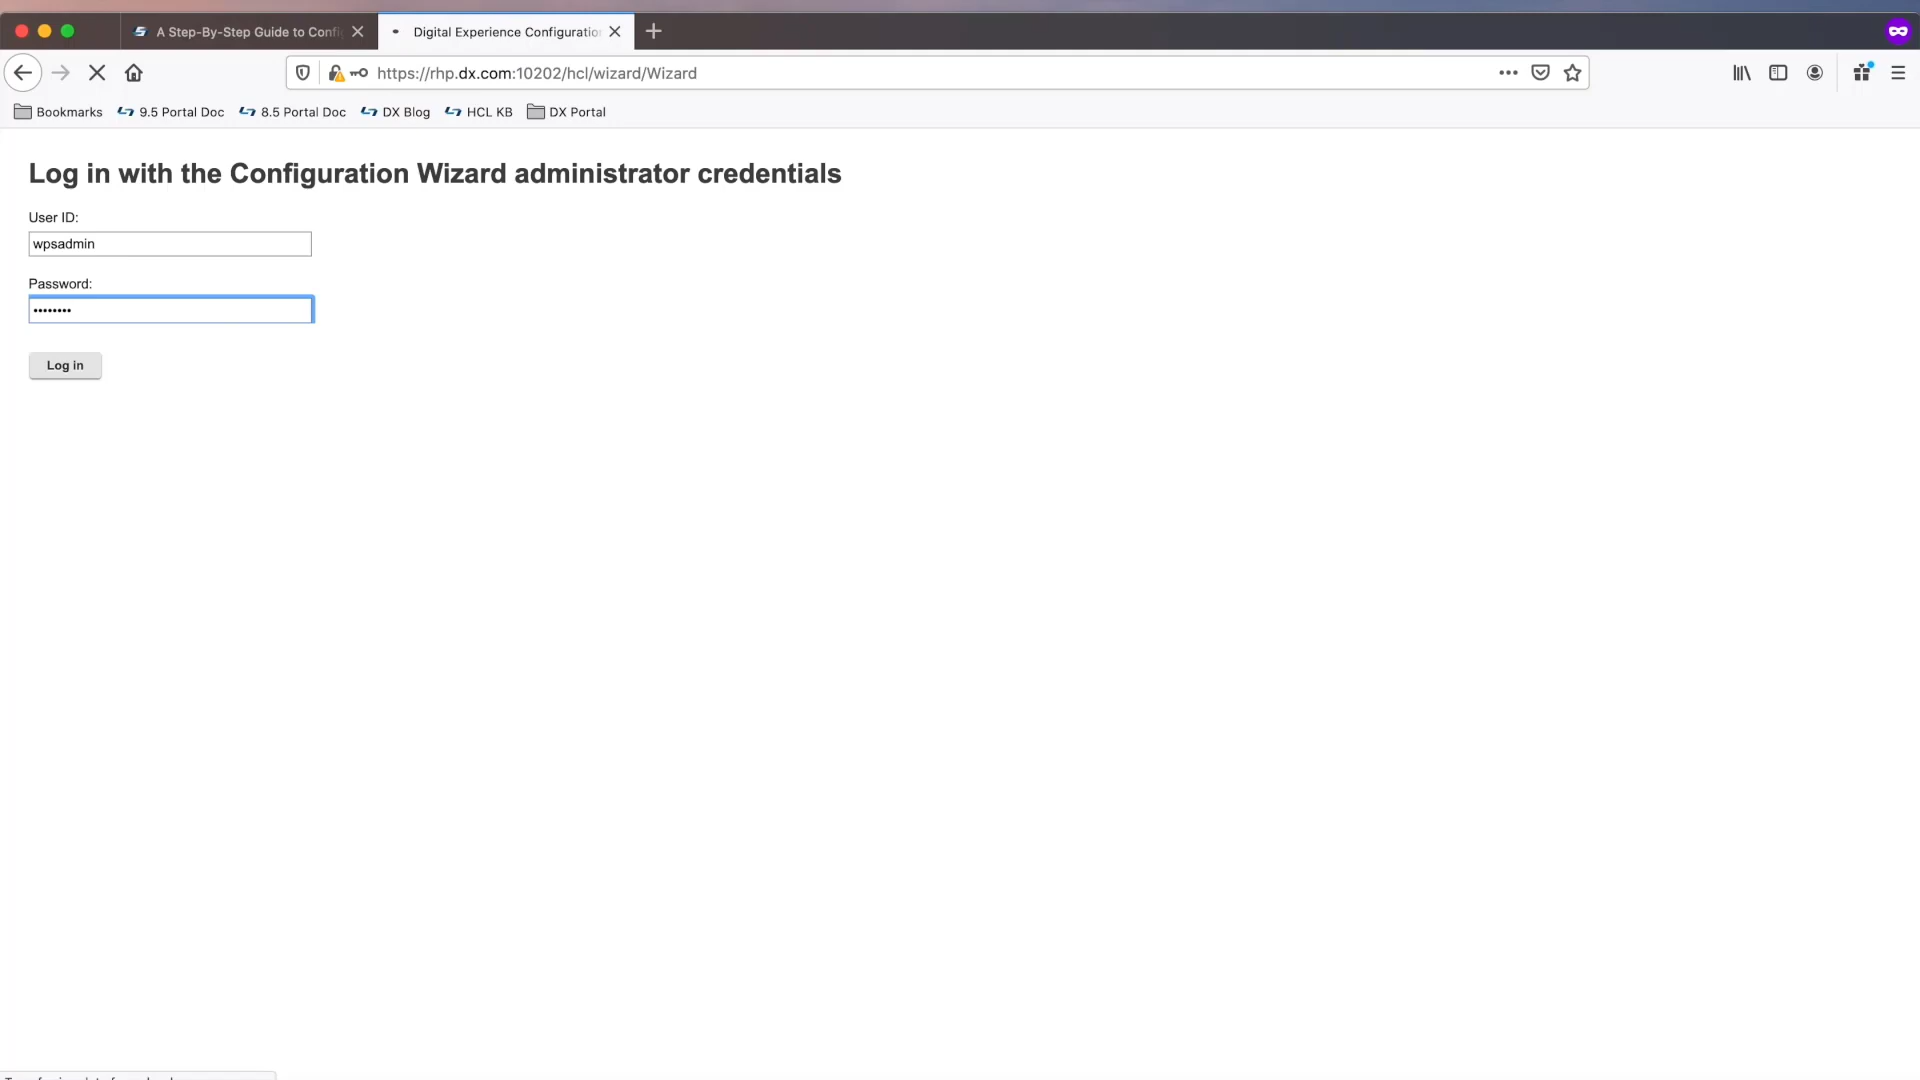 A Step-By-Step Guide to Confi
Digital Experience Configuratio
https://rhp.dx.com:10202/hcl/wizard/Wizard
Bookmarks
9.5 Portal Doc
8.5 Portal Doc
DX Blog
HCL KB
DX Portal
Log in with the Configuration Wizard administrator credentials
User ID:
wpsadmin
Password:
••••••••
Log in